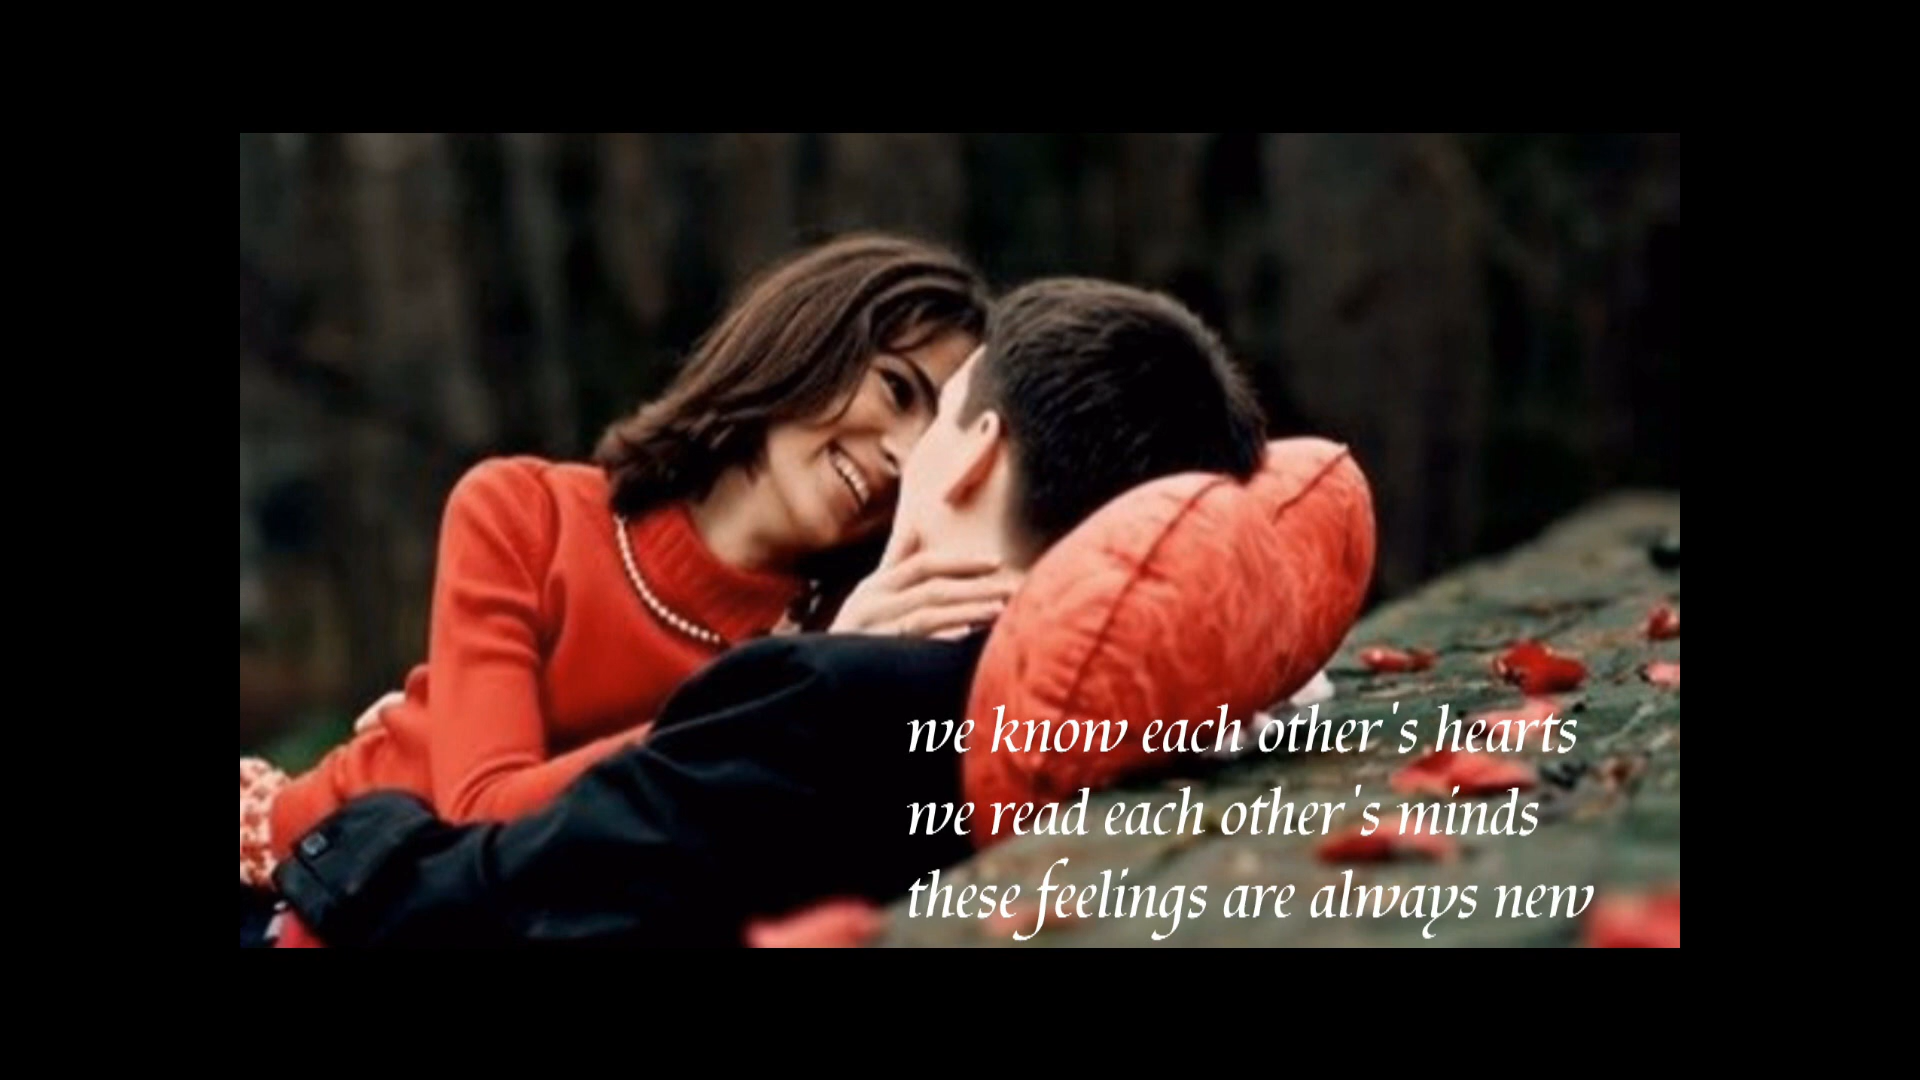 we know each other's hearts
we read each other's minds
these feelings are always new